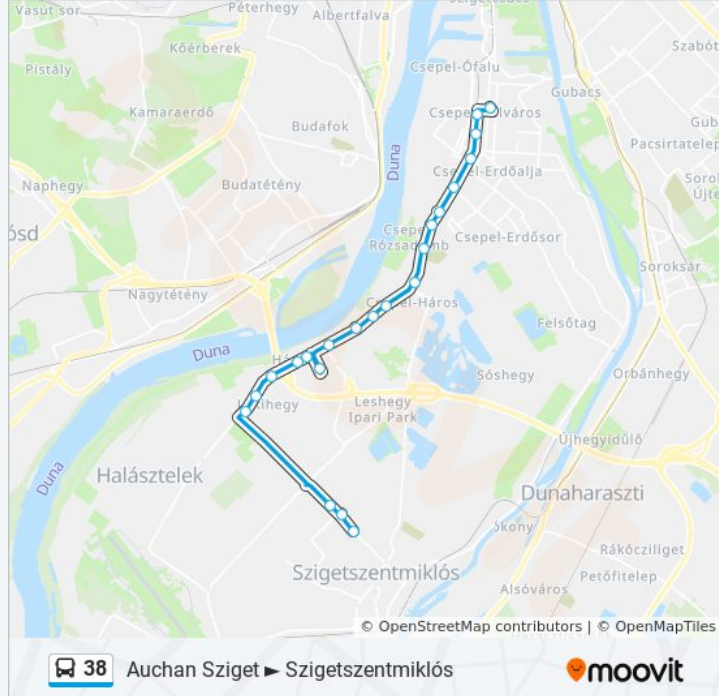 Vasút sor
Péterhegy
Albertfalva
Kőérberek
Csepel-Ófalu
Szabót
Pistály
Gubacs
Kamaraerdő
Budafok
Duna
Pacsirtatelep
Csepel-Erdőalja
Naphegy
Budatétény
Csepel-Erdősor
Rózsadomb
Nagytétény
Soroksár
Csepel-Háros
Felsőtag
Duna
Sóshegy
Orbánhegy
Leshegy
Ipari Park
Újhegyidűlő
Duna
Halásztelek
Dunaharaszti
Rákócziliget
Szigetszentmiklós
Petőfitelep
Alsóváros
© OpenStreetMap contributors | © OpenMapTiles
38 Auchan Sziget ► Szigetszentmiklós
moovit